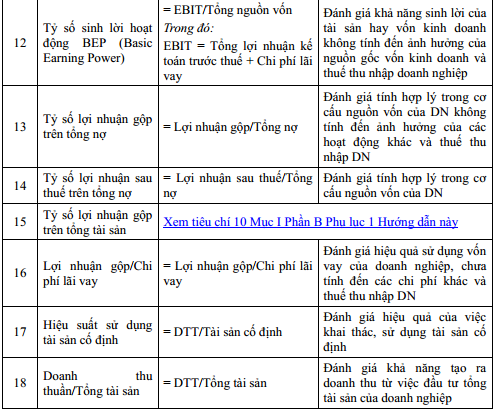 12
Tỷ số sinh lời hoạt
động BEP (Basic
Earning Power)
= EBIT/Tổng nguồn vốn
Trong đó:
EBIT = Tổng lợi nhuận kế
toán trước thuế + Chi phí lãi
vay
Đánh giá khả năng sinh lời của
tài sản hay vốn kinh doanh
không tính đến ảnh hưởng của
nguồn gốc vốn kinh doanh và
thuế thu nhập doanh nghiệp
13
Tỷ số lợi nhuận gộp
trên tổng nợ
= Lợi nhuận gộp/Tổng nợ
Đánh giá tính hợp lý trong cơ
cấu nguồn vốn của DN không
tính đến ảnh hưởng của các
hoạt động khác và thuế thu
nhập DN
14
Tỷ số lợi nhuận sau
thuế trên tổng nợ
= Lợi nhuận sau thuế/Tổng
nợ
Đánh giá tính hợp lý trong cơ
cấu nguồn vốn của DN
15
Tỷ số lợi nhuận gộp
trên tổng tài sản
Xem tiêu chí 10 Mục I Phần B Phụ lục 1 Hướng dẫn này
16
Lợi nhuận gộp/Chi
phí lãi vay
= Lợi nhuận gộp/Chi phí lãi
vay
Đánh giá hiệu quả sử dụng vốn
vay của doanh nghiệp, chưa
tính đến các chi phí khác và
thuế thu nhập DN
17
Hiệu suất sử dụng
tài sản cố định
= DTT/Tài sản cố định
Đánh giá hiệu quả của việc
khai thác, sử dụng tài sản cố
định
18
Doanh thu
thuần/Tổng tài sản
= DTT/Tổng tài sản
Đánh giá khả năng tạo ra
doanh thu từ việc đầu tư tổng
tài sản của doanh nghiệp